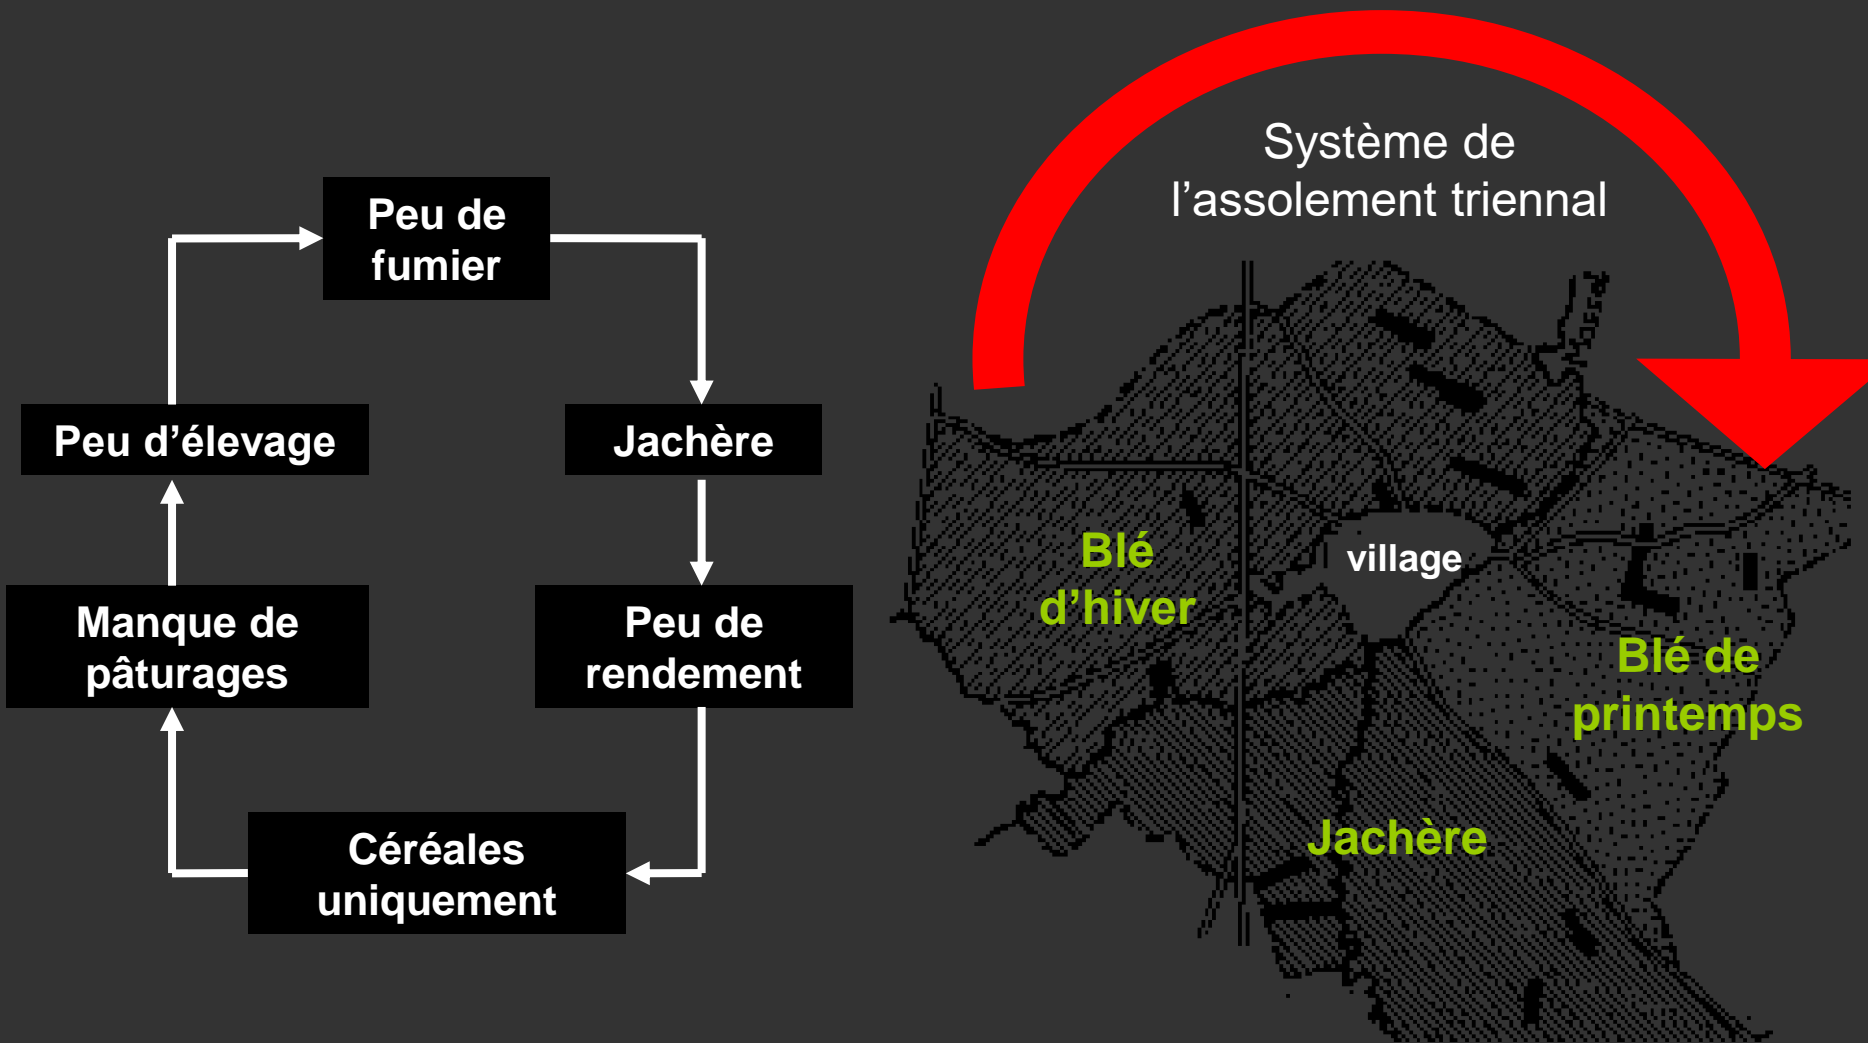 Système de
l’assolement triennal
Peu de
fumier
Peu d’élevage
Jachère
Manque de
pâturages
Peu de
rendement
Céréales
uniquement
Blé
d’hiver
village
Blé de
printemps
Jachère